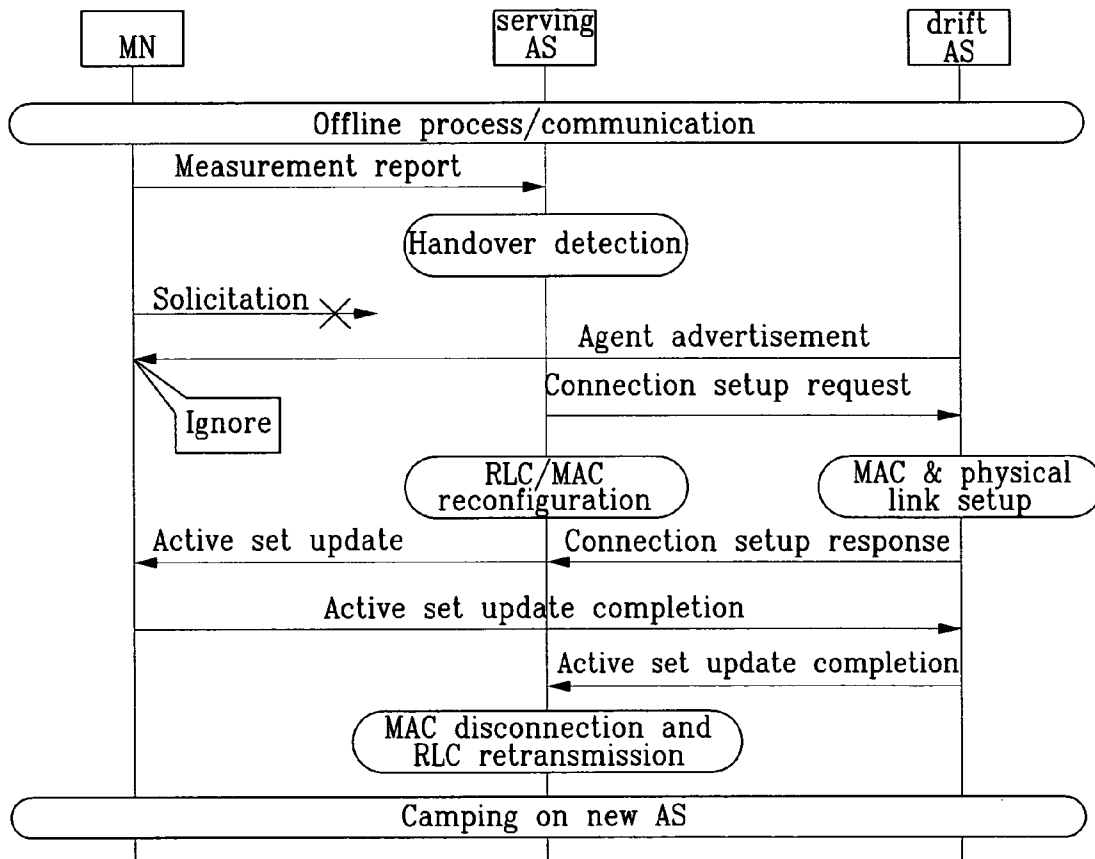 MN
serving
AS
drift
AS
Offline process/communication
Measurement report
Handover detection
Solicitation
Agent advertisement
Connection setup request
Ignore
RLC/MAC
reconfiguration
MAC & physical
link setup
Active set update
Connection setup response
Active set update completion
Active set update completion
MAC disconnection and
RLC retransmission
Camping on new AS